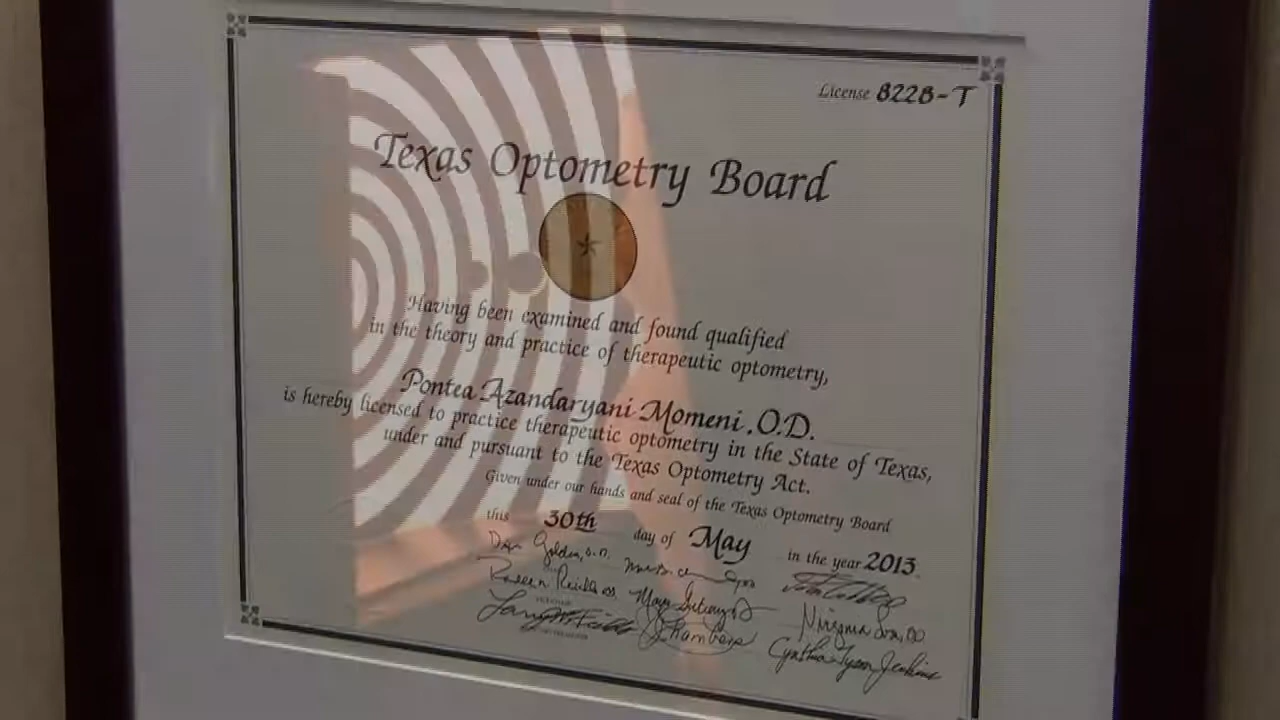 License 8228-T
Texas Optometry Board
Having been examined and found qualified
in the theory and practice of therapeutic optometry,
Pontea Azandaryani Momeni, O.D.
is hereby licensed to practice therapeutic optometry in the State of Texas,
under and pursuant to the Texas Optometry Act.
Given under our hands and seal of the Texas Optometry Board
this 30th day of May in the year 2013.
Cynthia Tyson Jenkins